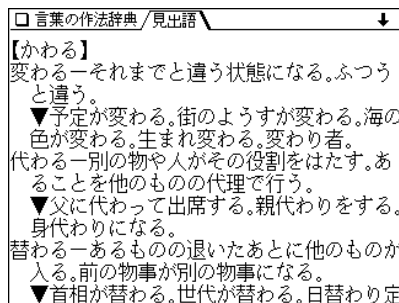 言葉の作法辞典/見出語
【かわる】
変わるーそれまでと違う状態になる。ふつう
と違う。
▼予定が変わる。街のようすが変わる。海の
色が変わる。生まれ変わる。変わり者。
代わるー別の物や人がその役割をはたす。あ
ることを他のものの代理で行う。
▼父に代わって出席する。親代わりをする。
身代わりになる。
替わるーあるものの退いたあとに他のものが
入る。前の物事が別の物事になる。
▼首相が替わる。世代が替わる。日替わり定